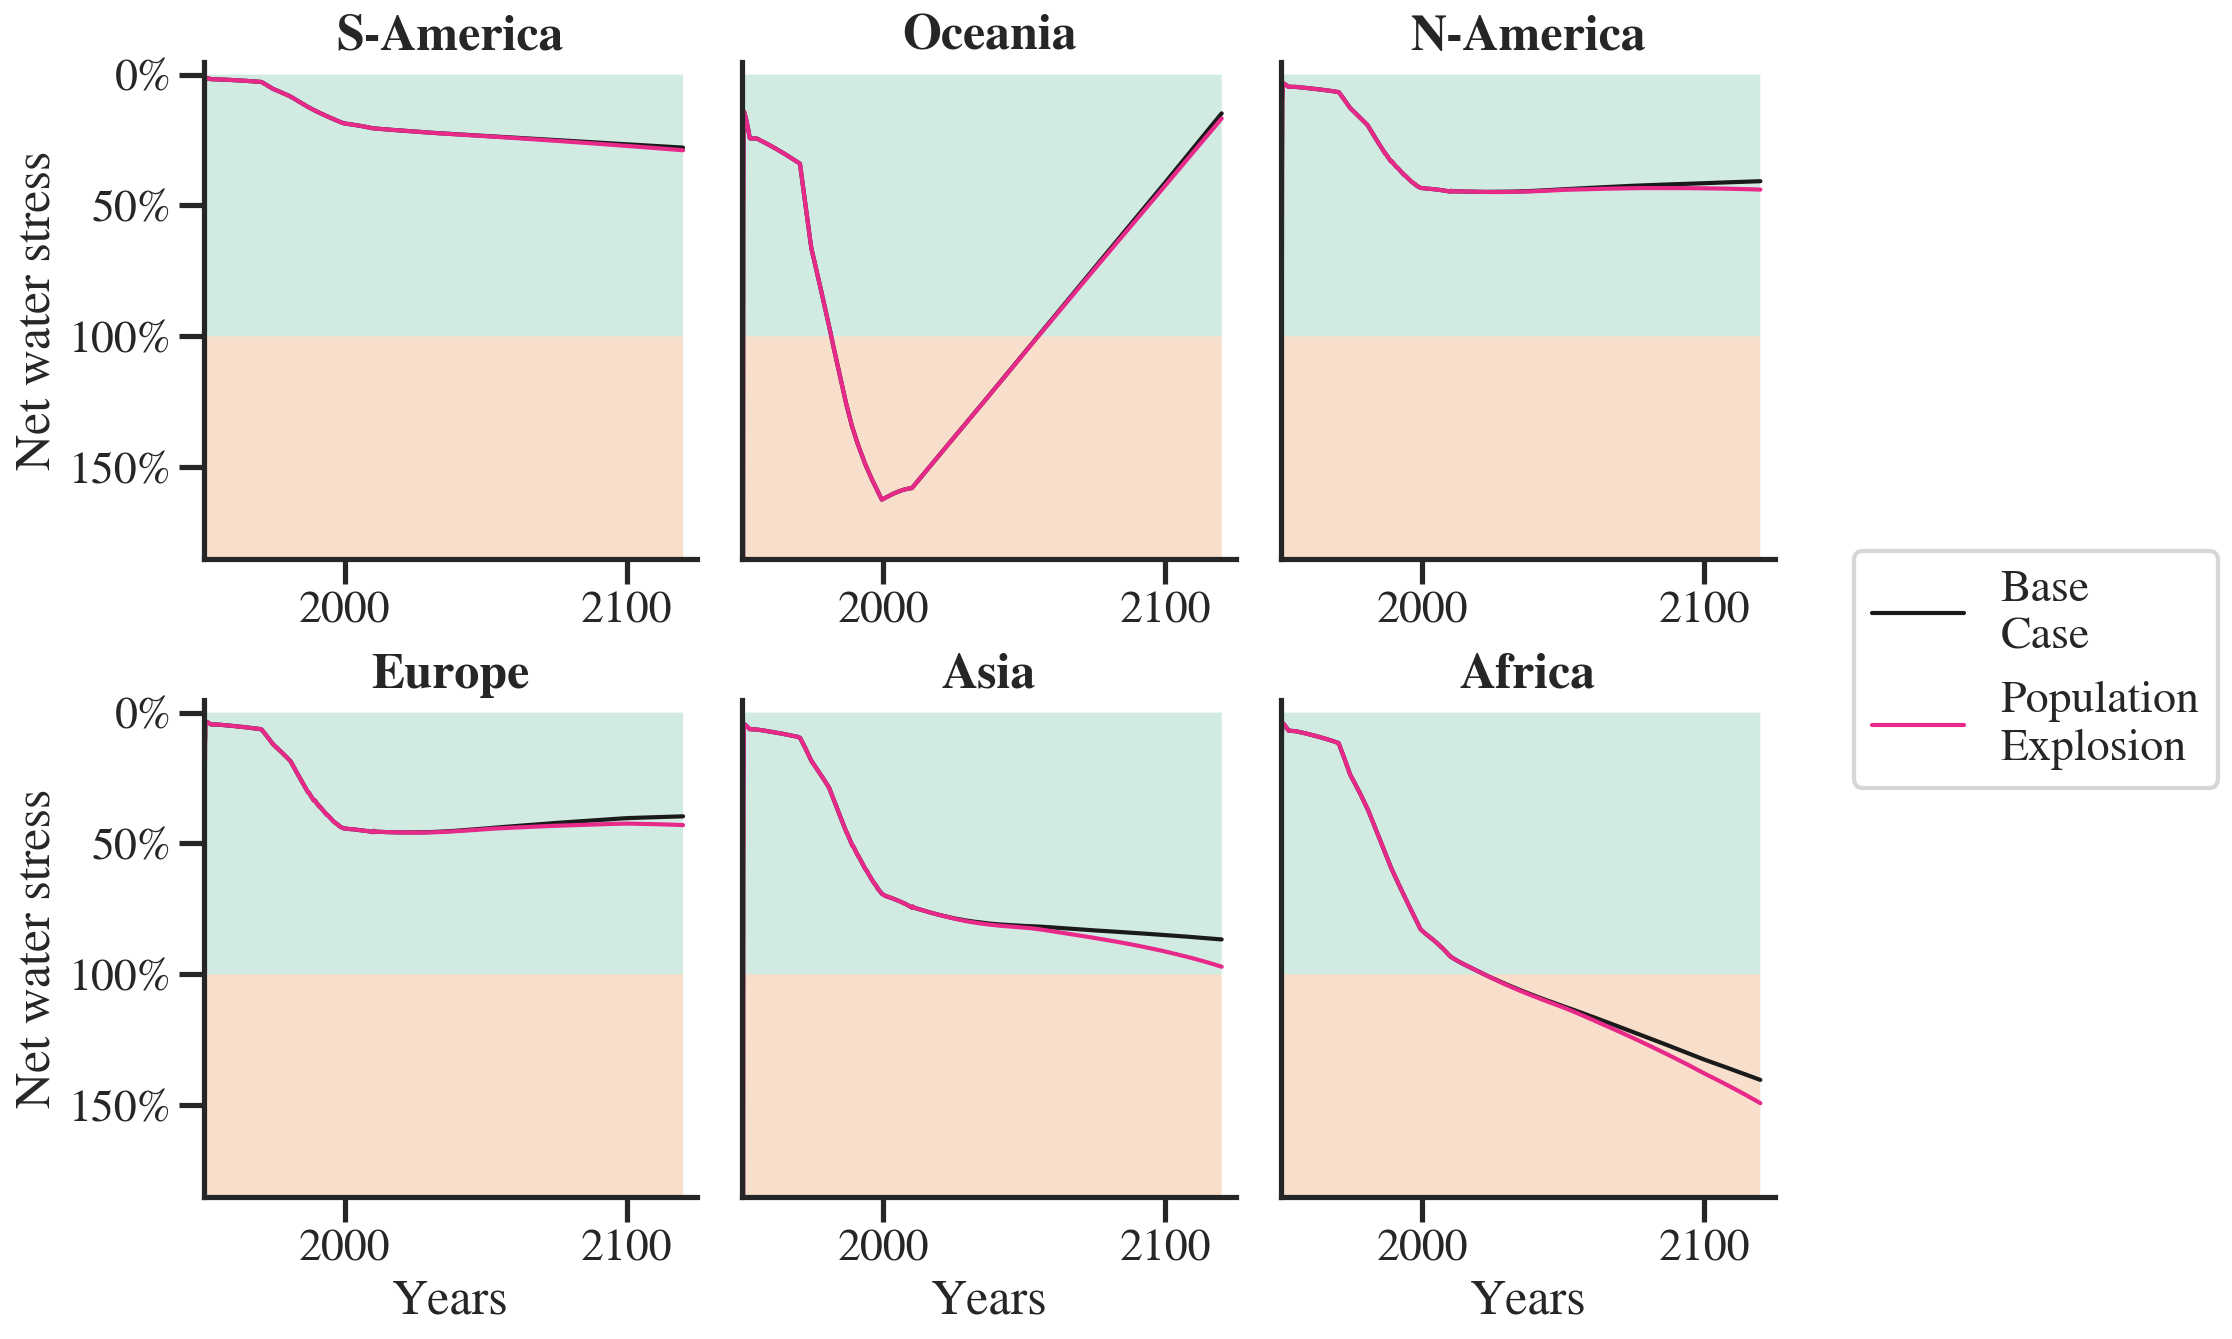 S-America
Oceania
N-America
0%
50%
100%
150%
Net water stress
2000
2100
2000
2100
2000
2100
Europe
Asia
Africa
0%
50%
100%
150%
Net water stress
2000
2100
2000
2100
2000
2100
Years
Years
Years
Base
Case
Population
Explosion